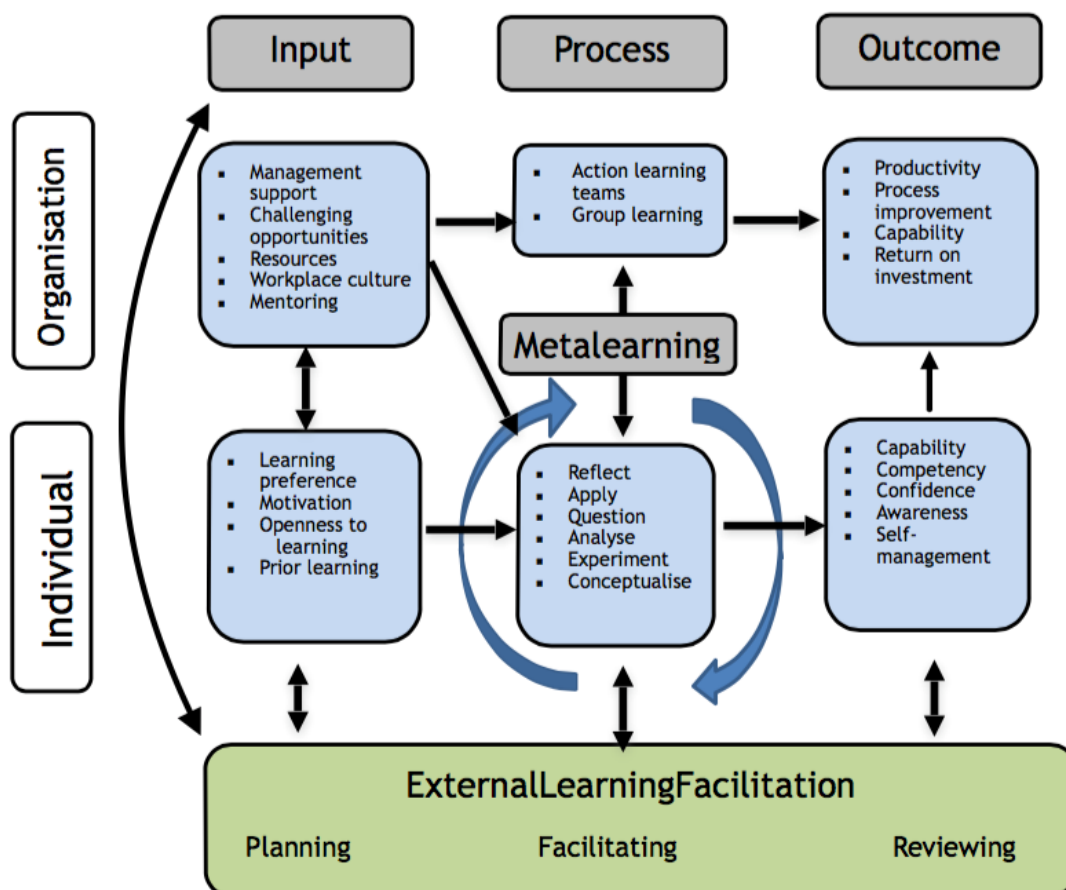 Input
Process
Outcome
Organisation
▪ Management
support
▪ Challenging
opportunities
▪ Resources
▪ Workplace culture
▪ Mentoring
▪ Action learning
teams
▪ Group learning
▪ Productivity
▪ Process
improvement
▪ Capability
▪ Return on
investment
Metalearning
Individual
▪ Learning
preference
▪ Motivation
▪ Openness to
learning
▪ Prior learning
▪ Reflect
▪ Apply
▪ Question
▪ Analyse
▪ Experiment
▪ Conceptualise
▪ Capability
▪ Competency
▪ Confidence
▪ Awareness
▪ Self-
management
ExternalLearningFacilitation
Planning
Facilitating
Reviewing